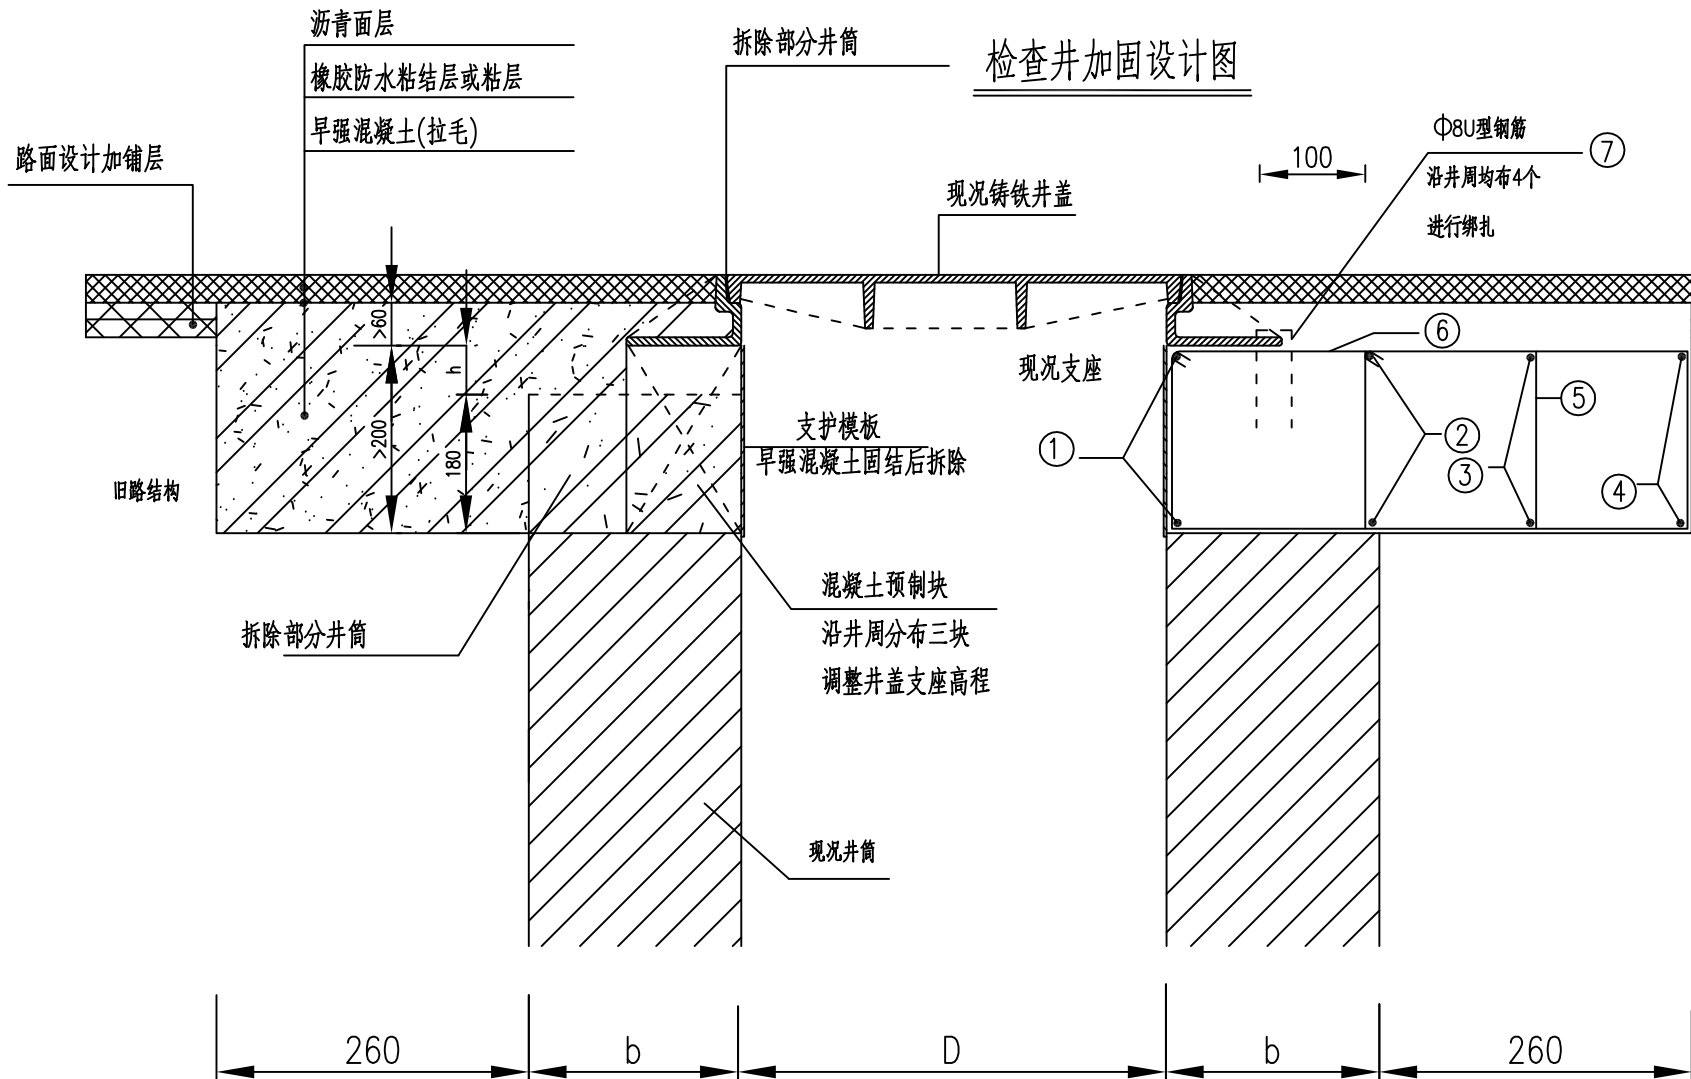 沥青面层
橡胶防水粘结层或粘层
早强混凝土(拉毛)
拆除部分井筒
检查井加固设计图
路面设计加铺层
现况铸铁井盖
100
Φ8U型钢筋
⑦
沿井周均布4个
进行绑扎
>60
h
>200
180
现况支座
⑥
⑤
①
②
③
④
支护模板
早强混凝土固结后拆除
旧路结构
混凝土预制块
沿井周分布三块
调整井盖支座高程
拆除部分井筒
现况井筒
260
b
D
b
260